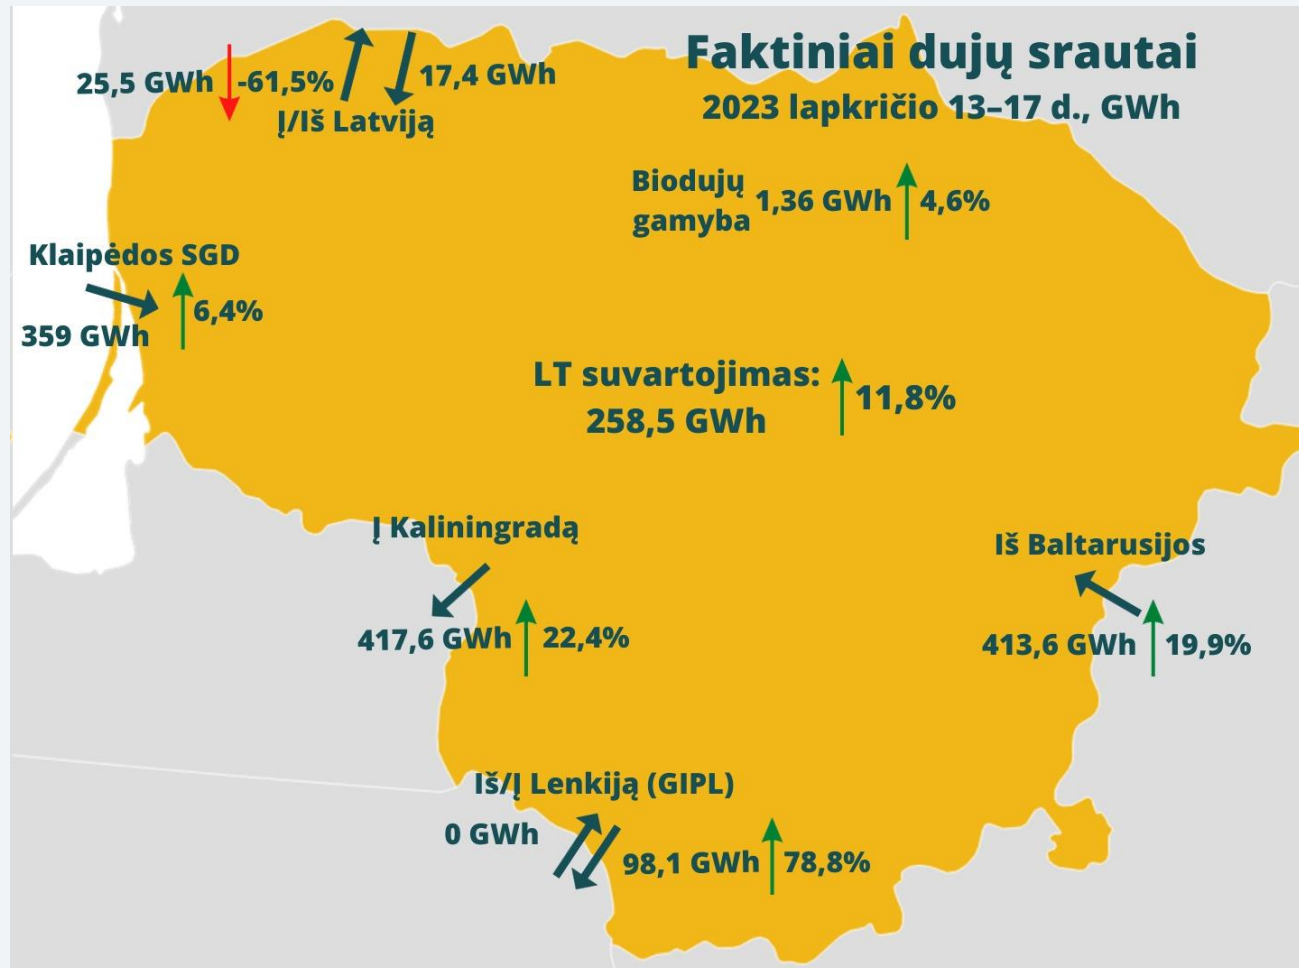 Faktiniai dujų srautai
2023 lapkričio 13–17 d., GWh
25,5 GWh -61,5%
17,4 GWh
Į/Iš Latviją
Biodujų
gamyba
1,36 GWh 4,6%
Klaipėdos SGD
6,4%
359 GWh
LT suvartojimas:
258,5 GWh
11,8%
Į Kaliningradą
417,6 GWh 22,4%
Iš Baltarusijos
413,6 GWh 19,9%
Iš/Į Lenkiją (GIPL)
0 GWh
98,1 GWh 78,8%